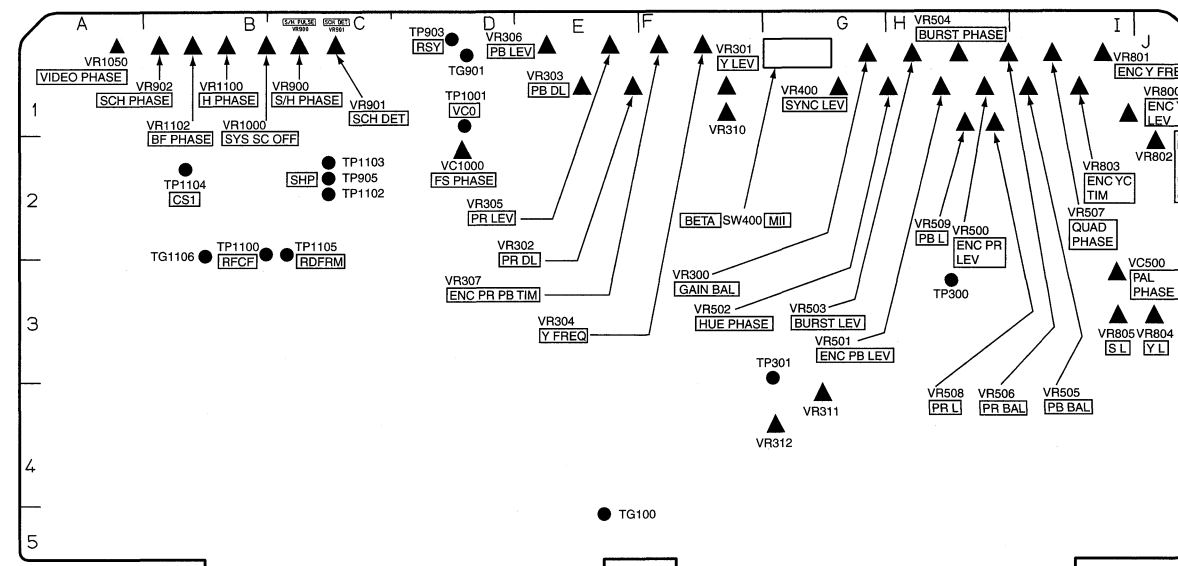 A
B
S/H PULSE
VR900
SCH DET
VR901
C
D
E
F
G
H
I
J
VR1050
VIDEO PHASE
VR902
SCH PHASE
VR1100
H PHASE
VR900
S/H PHASE
VR901
SCH DET
VR1102
BF PHASE
VR1000
SYS SC OFF
TP903
RSY
TG901
VR306
PB LEV
VR303
PB DL
VR301
Y LEV
VR310
VR400
SYNC LEV
VR504
BURST PHASE
VR801
ENC Y FRE
VR800
ENC Y
LEV
VR802
1
TP1001
VC0
VC1000
FS PHASE
TP1104
CS1
TP1103
SHP
TP905
TP1102
2
VR305
PR LEV
BETA SW400 MII
VR509
PB L
VR500
ENC PR
LEV
VR803
ENC YC
TIM
VR507
QUAD
PHASE
TG1106
TP1100
RFCF
TP1105
RDFRM
VR302
PR DL
VR307
ENC PR PB TIM
VR304
Y FREQ
VR300
GAIN BAL
VR502
HUE PHASE
VR503
BURST LEV
VR501
ENC PB LEV
TP300
VC500
PAL
PHASE
3
VR805
S L
VR804
Y L
TP301
VR311
VR312
VR508
PR L
VR506
PR BAL
VR505
PB BAL
4
TG100
5